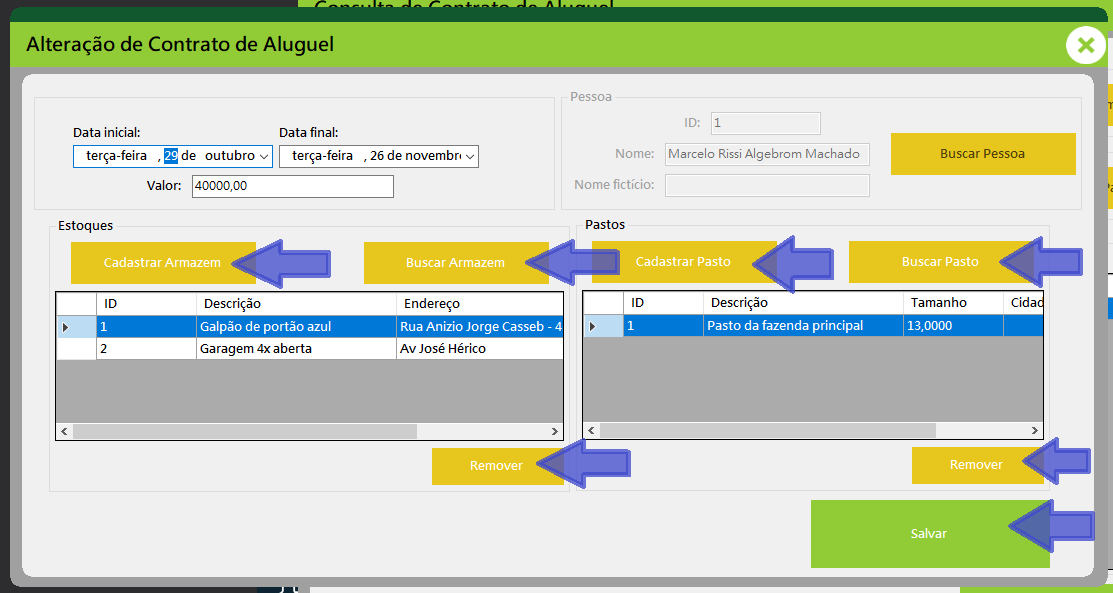 Consulta de Contrato de Aluguel
Alteração de Contrato de Aluguel
Data inicial:
Data final:
terça-feira , 29 de outubro
terça-feira , 26 de novembr
Valor:
40000,00
Pessoa
ID:
1
Nome:
Marcelo Rissi Algebrom Machado
Nome fictício:
Buscar Pessoa
Estoques
Cadastrar Armazem
Buscar Armazem
ID Descrição Endereço
1 Galpão de portão azul Rua Anizio Jorge Casseb - 4
2 Garagem 4x aberta Av José Hérico
Remover
Pastos
Cadastrar Pasto
Buscar Pasto
ID Descrição Tamanho Cidad
1 Pasto da fazenda principal 13,0000
Remover
Salvar